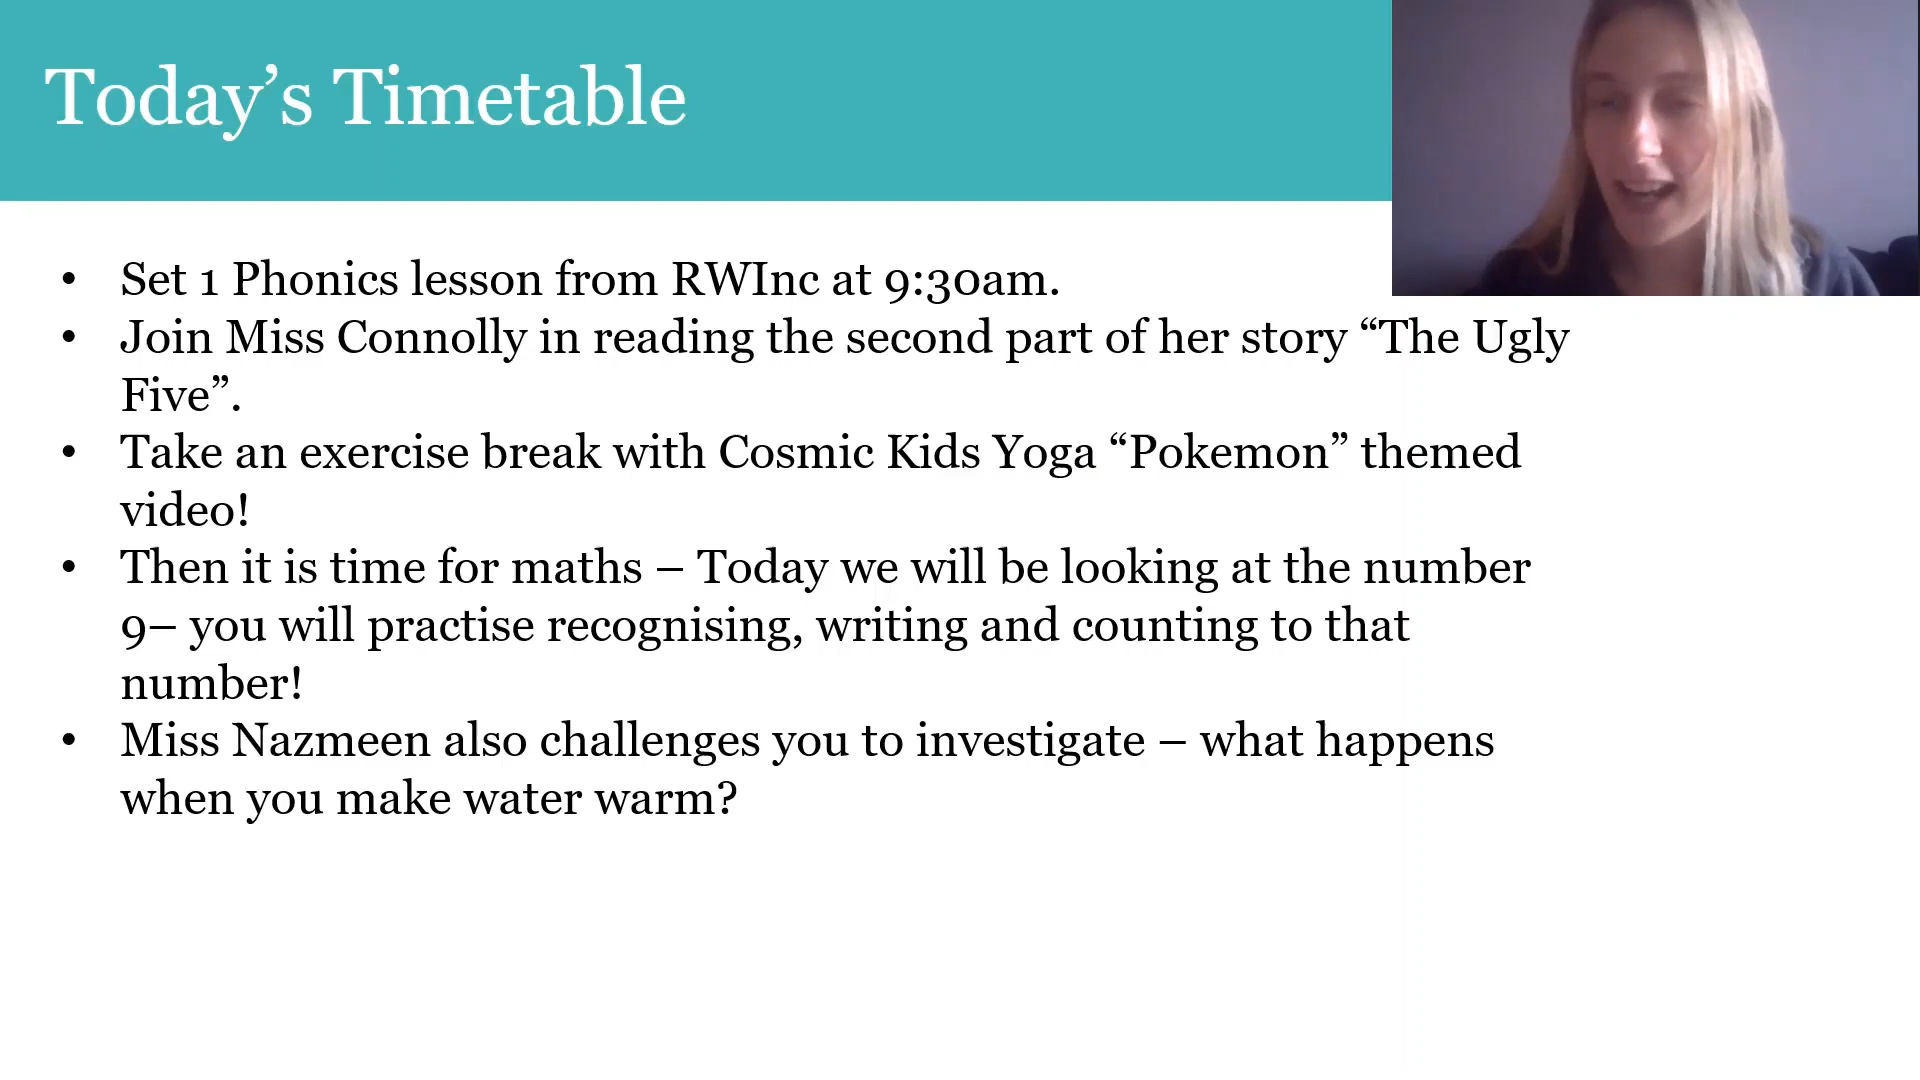 Today’s Timetable
• Set 1 Phonics lesson from RWInc at 9:30am.
• Join Miss Connolly in reading the second part of her story “The Ugly
Five”.
• Take an exercise break with Cosmic Kids Yoga “Pokemon” themed
video!
• Then it is time for maths – Today we will be looking at the number
9– you will practise recognising, writing and counting to that
number!
• Miss Nazmeen also challenges you to investigate – what happens
when you make water warm?